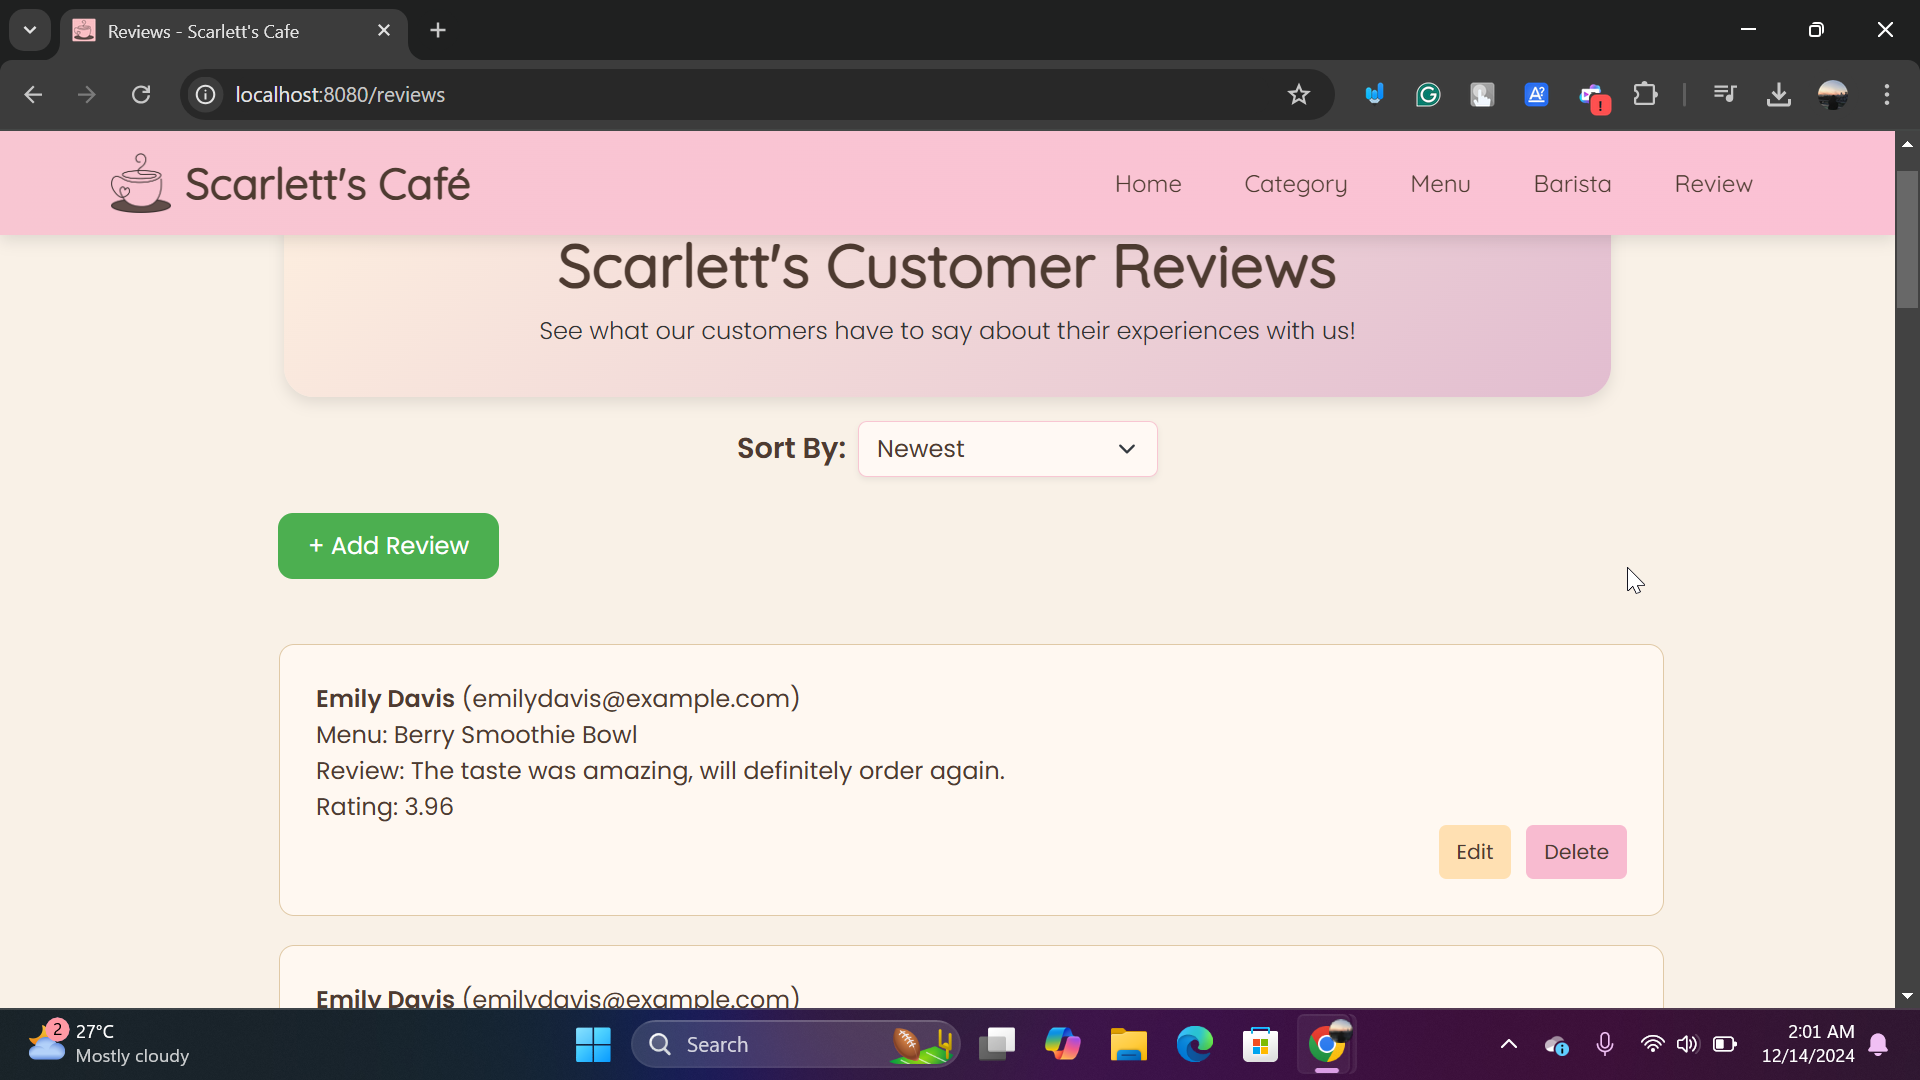 Reviews - Scarlett's Cafe
localhost:8080/reviews
Scarlett's Café
Home
Category
Menu
Barista
Review
Scarlett's Customer Reviews
See what our customers have to say about their experiences with us!
Sort By:
Newest
+ Add Review
Emily Davis (emilydavis@example.com)
Menu: Berry Smoothie Bowl
Review: The taste was amazing, will definitely order again.
Rating: 3.96
Edit
Delete
Emily Davis (emilydavis@example.com)
2
27°C
Mostly cloudy
Search
2:01 AM
12/14/2024